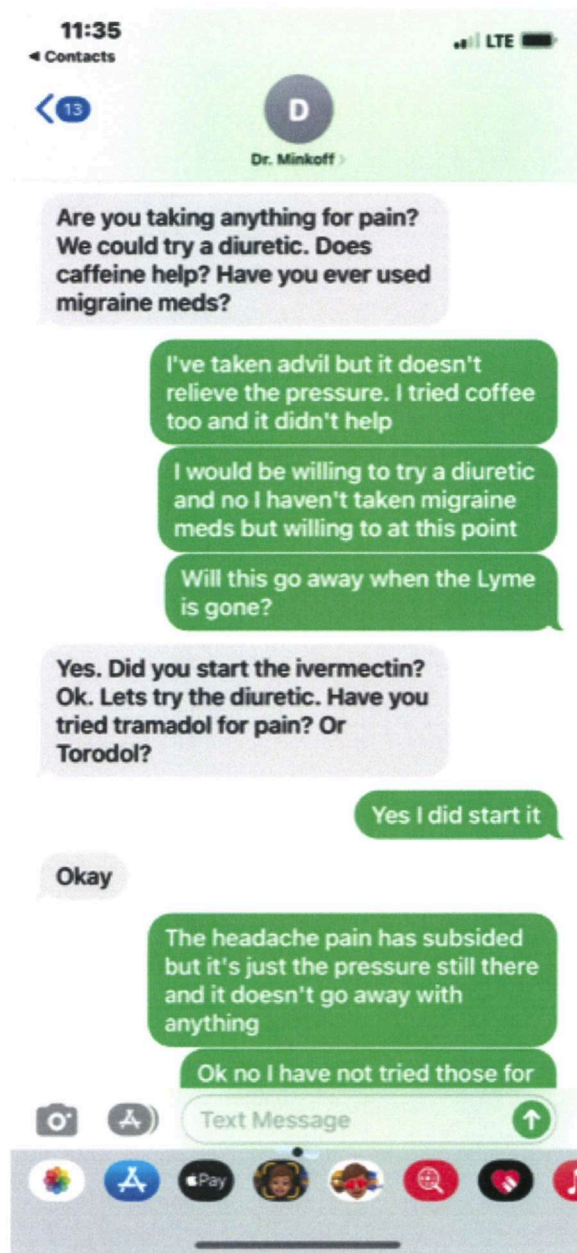 11:35
LTE
Contacts
13
D
Dr. Minkoff
Are you taking anything for pain?
We could try a diuretic. Does
caffeine help? Have you ever used
migraine meds?
I've taken advil but it doesn't
relieve the pressure. I tried coffee
too and it didn't help
I would be willing to try a diuretic
and no I haven't taken migraine
meds but willing to at this point
Will this go away when the Lyme
is gone?
Yes. Did you start the ivermectin?
Ok. Lets try the diuretic. Have you
tried tramadol for pain? Or
Torodol?
Yes I did start it
Okay
The headache pain has subsided
but it's just the pressure still there
and it doesn't go away with
anything
Ok no I have not tried those for
Text Message
Pay